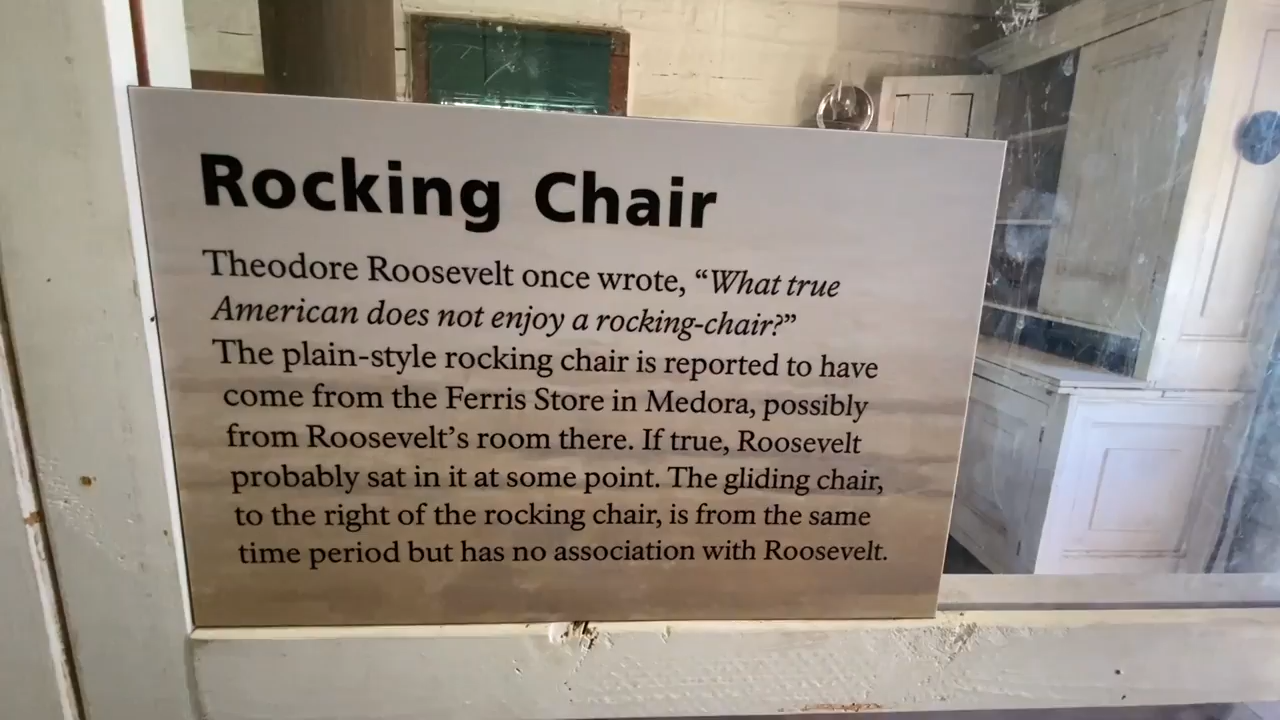 Rocking Chair
Theodore Roosevelt once wrote, “What true
American does not enjoy a rocking-chair?”
The plain-style rocking chair is reported to have
come from the Ferris Store in Medora, possibly
from Roosevelt’s room there. If true, Roosevelt
probably sat in it at some point. The gliding chair,
to the right of the rocking chair, is from the same
time period but has no association with Roosevelt.